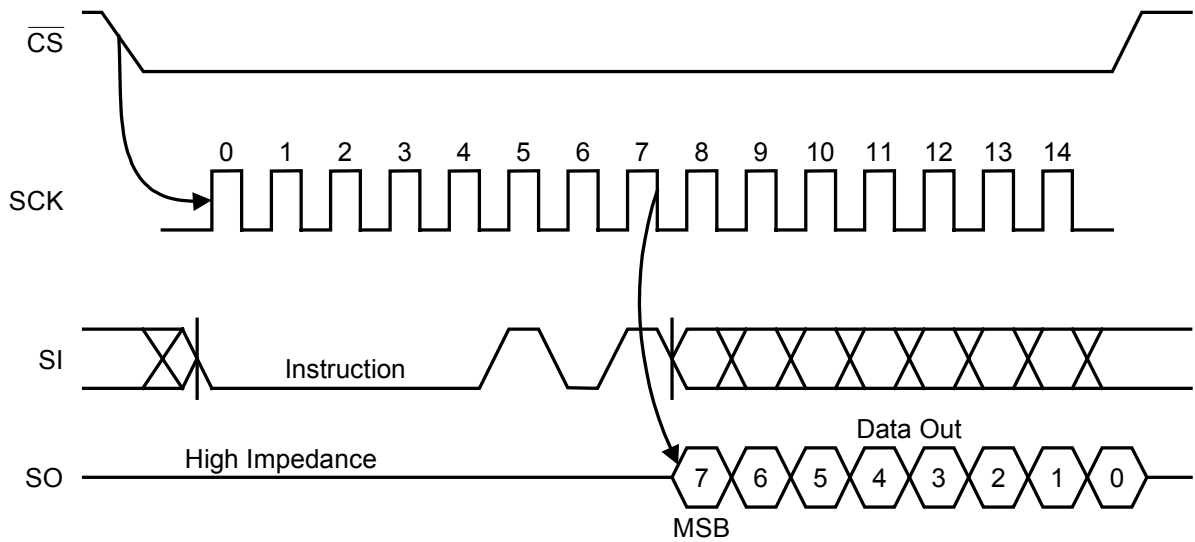 CS
0 1 2 3 4 5 6 7 8 9 10 11 12 13 14
SCK
SI
Instruction
Data Out
High Impedance
SO
7 6 5 4 3 2 1 0
MSB